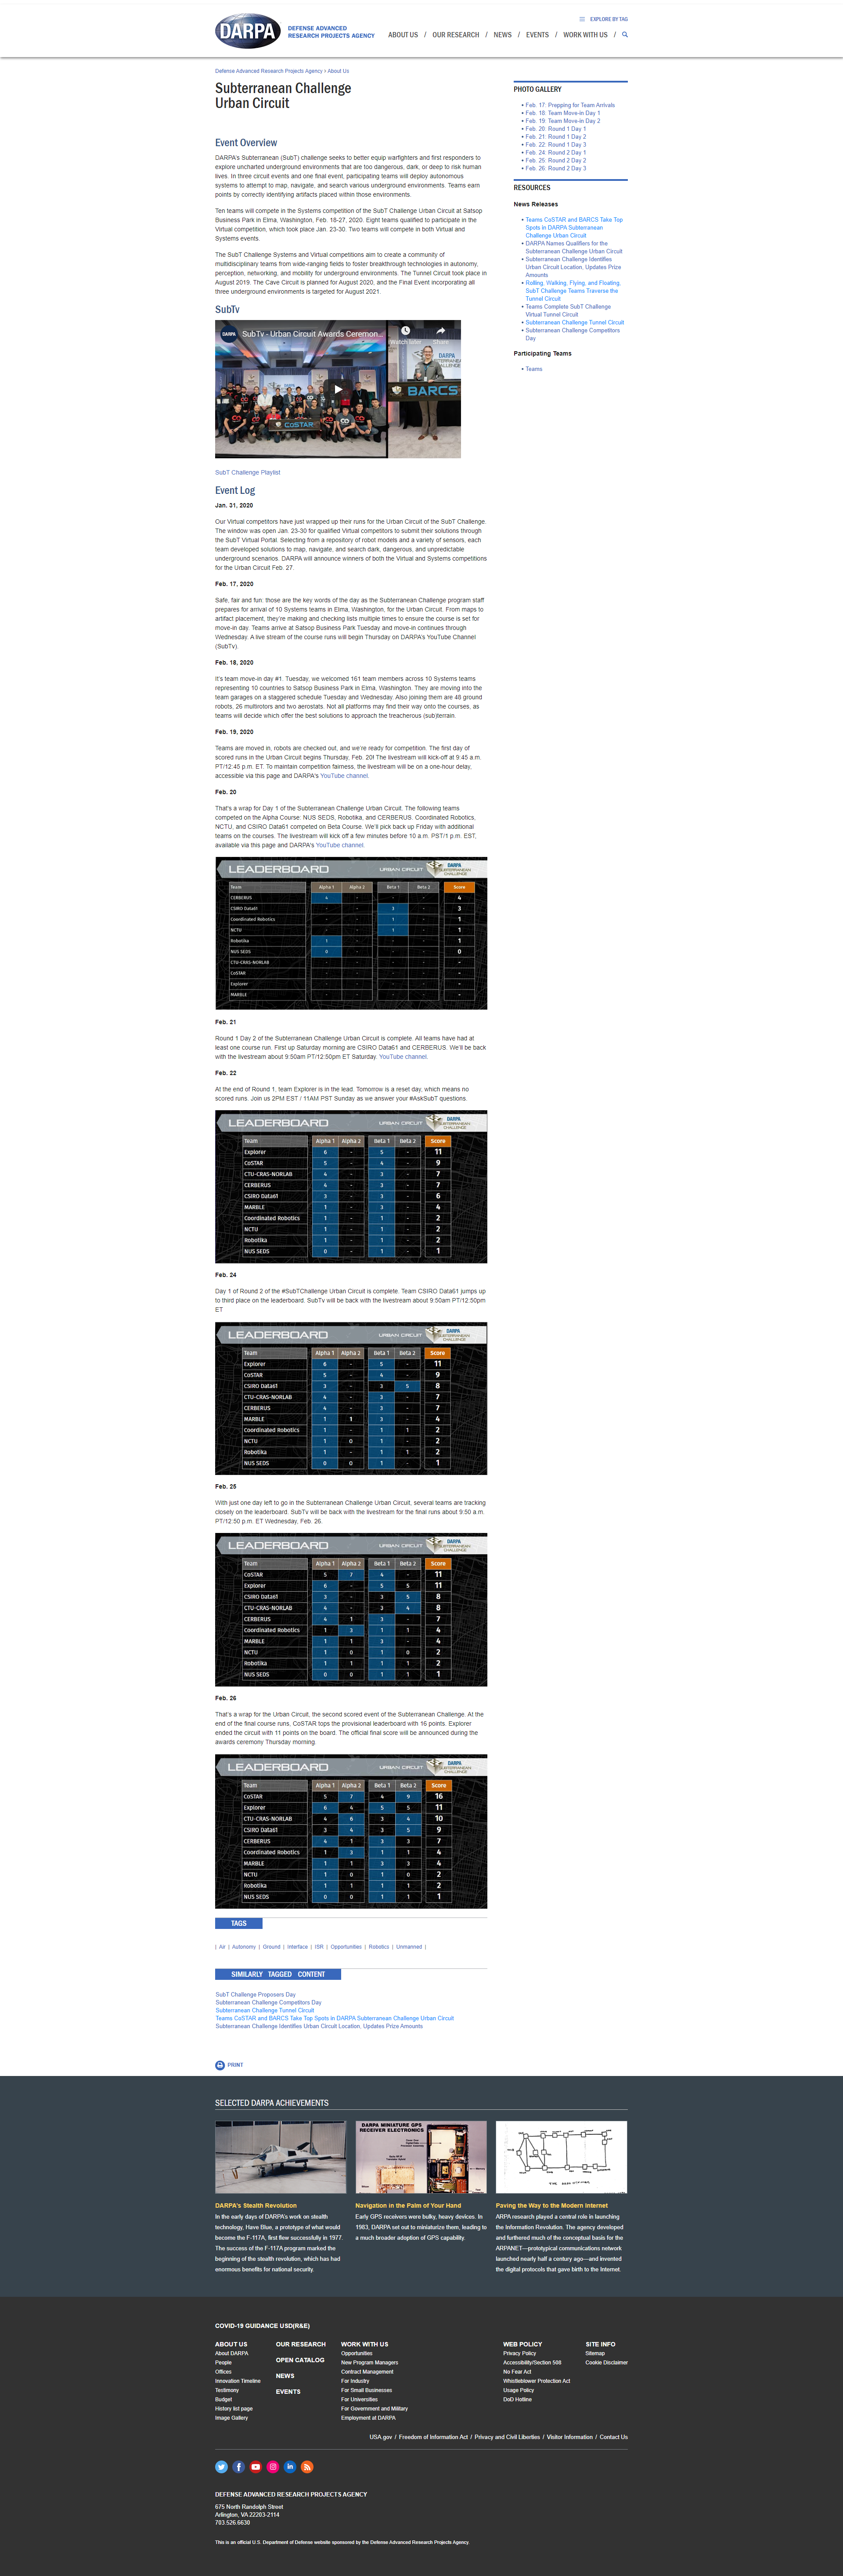 EXPLORE BY TAG
DARPA
DEFENSE ADVANCED
RESEARCH PROJECTS AGENCY
ABOUT US / OUR RESEARCH / NEWS / EVENTS / WORK WITH US /
Defense Advanced Research Projects Agency > About Us
Subterranean Challenge
Urban Circuit
Event Overview
DARPA's Subterranean (SubT) challenge seeks to better equip warfighters and first responders to
explore uncharted underground environments that are too dangerous, dark, or deep to risk human
lives. In three circuit events and one final event, participating teams will deploy autonomous
systems to attempt to map, navigate, and search various underground environments. Teams earn
points by correctly identifying artifacts placed within those environments.
Ten teams will compete in the Systems competition of the SubT Challenge Urban Circuit at Satsop
Business Park in Elma, Washington, Feb. 18-27, 2020. Eight teams qualified to participate in the
Virtual competition, which took place Jan. 23-30. Two teams will compete in both Virtual and
Systems events.
The SubT Challenge Systems and Virtual competitions aim to create a community of
multidisciplinary teams from wide-ranging fields to foster breakthrough technologies in autonomy,
perception, networking, and mobility for underground environments. The Tunnel Circuit took place in
August 2019. The Cave Circuit is planned for August 2020, and the Final Event incorporating all
three underground environments is targeted for August 2021.
SubTv
DARPA
SubTv - Urban Circuit Awards Ceremon...
Watch later
Share
DARPA
CoSTAR
BARCS
SubT Challenge Playlist
Event Log
Jan. 31, 2020
Our Virtual competitors have just wrapped up their runs for the Urban Circuit of the SubT Challenge.
The window was open Jan. 23-30 for qualified Virtual competitors to submit their solutions through
the SubT Virtual Portal. Selecting from a repository of robot models and a variety of sensors, each
team developed solutions to map, navigate, and search dark, dangerous, and unpredictable
underground scenarios. DARPA will announce winners of both the Virtual and Systems competitions
for the Urban Circuit Feb. 27.
Feb. 17, 2020
Safe, fair and fun: those are the key words of the day as the Subterranean Challenge program staff
prepares for arrival of 10 Systems teams in Elma, Washington, for the Urban Circuit. From maps to
artifact placement, they're making and checking lists multiple times to ensure the course is set for
move-in day. Teams arrive at Satsop Business Park Tuesday and move-in continues through
Wednesday. A live stream of the course runs will begin Thursday on DARPA's YouTube Channel
(SubTv).
Feb. 18, 2020
It's team move-in day #1. Tuesday, we welcomed 161 team members across 10 Systems teams
representing 10 countries to Satsop Business Park in Elma, Washington. They are moving into the
team garages on a staggered schedule Tuesday and Wednesday. Also joining them are 48 ground
robots, 26 multirotors and two aerostats. Not all platforms may find their way onto the courses, as
teams will decide which offer the best solutions to approach the treacherous (sub)terrain.
Feb. 19, 2020
Teams are moved in, robots are checked out, and we're ready for competition. The first day of
scored runs in the Urban Circuit begins Thursday, Feb. 20! The livestream will kick-off at 9:45 a.m.
PT/12:45 p.m. ET. To maintain competition fairness, the livestream will be on a one-hour delay,
accessible via this page and DARPA's YouTube channel.
Feb. 20
That's a wrap for Day 1 of the Subterranean Challenge Urban Circuit. The following teams
competed on the Alpha Course: NUS SEDS, Robotika, and CERBERUS. Coordinated Robotics,
NCTU, and CSIRO Data61 competed on Beta Course. We'll pick back up Friday with additional
teams on the courses. The livestream will kick off a few minutes before 10 a.m. PST/1 p.m. EST,
available via this page and DARPA's YouTube channel.
LEADERBOARD URBAN CIRCUIT DARPA SUBTERRANEAN CHALLENGE
Team Alpha 1 Alpha 2 Beta 1 Beta 2 Score
CERBERUS 4 - - - 4
CSIRO Data61 - - 3 - 3
Coordinated Robotics - - 1 - 1
NCTU - - 1 - 1
Robotika 1 - - - 1
NUS SEDS 0 - - - 0
CTU-CRAS-NORLAB - - - - -
CoSTAR - - - - -
Explorer - - - - -
MARBLE - - - - -
Feb. 21
Round 1 Day 2 of the Subterranean Challenge Urban Circuit is complete. All teams have had at
least one course run. First up Saturday morning are CSIRO Data61 and CERBERUS. We'll be back
with the livestream about 9:50am PT/12:50pm ET Saturday. YouTube channel.
Feb. 22
At the end of Round 1, team Explorer is in the lead. Tomorrow is a reset day, which means no
scored runs. Join us 2PM EST / 11AM PST Sunday as we answer your #AskSubT questions.
LEADERBOARD URBAN CIRCUIT DARPA SUBTERRANEAN CHALLENGE
Team Alpha 1 Alpha 2 Beta 1 Beta 2 Score
Explorer 6 - 5 - 11
CoSTAR 5 - 4 - 9
CTU-CRAS-NORLAB 4 - 3 - 7
CERBERUS 4 - 3 - 7
CSIRO Data61 3 - 3 - 6
MARBLE 1 - 3 - 4
Coordinated Robotics 1 - 1 - 2
NCTU 1 - 1 - 2
Robotika 1 - 1 - 2
NUS SEDS 0 - 1 - 1
Feb. 24
Day 1 of Round 2 of the #SubTChallenge Urban Circuit is complete. Team CSIRO Data61 jumps up
to third place on the leaderboard. SubTv will be back with the livestream about 9:50am PT/12:50pm
ET
LEADERBOARD URBAN CIRCUIT DARPA SUBTERRANEAN CHALLENGE
Team Alpha 1 Alpha 2 Beta 1 Beta 2 Score
Explorer 6 - 5 - 11
CoSTAR 5 - 4 - 9
CSIRO Data61 3 - 3 5 8
CTU-CRAS-NORLAB 4 - 3 - 7
CERBERUS 4 - 3 - 7
MARBLE 1 1 3 - 4
Coordinated Robotics 1 - 1 1 2
NCTU 1 0 1 - 2
Robotika 1 - 1 1 2
NUS SEDS 0 0 1 - 1
Feb. 25
With just one day left to go in the Subterranean Challenge Urban Circuit, several teams are tracking
closely on the leaderboard. SubTv will be back with the livestream for the final runs about 9:50 a.m.
PT/12:50 p.m. ET Wednesday, Feb. 26.
LEADERBOARD URBAN CIRCUIT DARPA SUBTERRANEAN CHALLENGE
Team Alpha 1 Alpha 2 Beta 1 Beta 2 Score
CoSTAR 5 7 4 - 11
Explorer 6 - 5 5 11
CSIRO Data61 3 - 3 5 8
CTU-CRAS-NORLAB 4 - 3 4 8
CERBERUS 4 1 3 - 7
Coordinated Robotics 1 3 1 1 4
MARBLE 1 1 3 - 4
NCTU 1 0 1 0 2
Robotika 1 1 1 1 2
NUS SEDS 0 0 1 1 1
Feb. 26
That's a wrap for the Urban Circuit, the second scored event of the Subterranean Challenge. At the
end of the final course runs, CoSTAR tops the provisional leaderboard with 16 points. Explorer
ended the circuit with 11 points on the board. The official final score will be announced during the
awards ceremony Thursday morning.
LEADERBOARD URBAN CIRCUIT DARPA SUBTERRANEAN CHALLENGE
Team Alpha 1 Alpha 2 Beta 1 Beta 2 Score
CoSTAR 5 7 4 9 16
Explorer 6 4 5 5 11
CTU-CRAS-NORLAB 4 6 3 4 10
CSIRO Data61 3 4 3 5 9
CERBERUS 4 1 3 3 7
Coordinated Robotics 1 3 1 1 4
MARBLE 1 1 3 3 4
NCTU 1 0 1 0 2
Robotika 1 1 1 1 2
NUS SEDS 0 0 1 1 1
TAGS
| Air | Autonomy | Ground | Interface | ISR | Opportunities | Robotics | Unmanned |
SIMILARLY TAGGED CONTENT
SubT Challenge Proposers Day
Subterranean Challenge Competitors Day
Subterranean Challenge Tunnel Circuit
Teams CoSTAR and BARCS Take Top Spots in DARPA Subterranean Challenge Urban Circuit
Subterranean Challenge Identifies Urban Circuit Location, Updates Prize Amounts
PRINT
PHOTO GALLERY
• Feb. 17: Prepping for Team Arrivals
• Feb. 18: Team Move-in Day 1
• Feb. 19: Team Move-in Day 2
• Feb. 20: Round 1 Day 1
• Feb. 21: Round 1 Day 2
• Feb. 22: Round 1 Day 3
• Feb. 24: Round 2 Day 1
• Feb. 25: Round 2 Day 2
• Feb. 26: Round 2 Day 3
RESOURCES
News Releases
• Teams CoSTAR and BARCS Take Top
Spots in DARPA Subterranean
Challenge Urban Circuit
• DARPA Names Qualifiers for the
Subterranean Challenge Urban Circuit
• Subterranean Challenge Identifies
Urban Circuit Location, Updates Prize
Amounts
• Rolling, Walking, Flying, and Floating,
SubT Challenge Teams Traverse the
Tunnel Circuit
• Teams Complete SubT Challenge
Virtual Tunnel Circuit
• Subterranean Challenge Tunnel Circuit
• Subterranean Challenge Competitors
Day
Participating Teams
• Teams
SELECTED DARPA ACHIEVEMENTS
DARPA MINIATURE GPS
RECEIVER ELECTRONICS
DARPA's Stealth Revolution
In the early days of DARPA's work on stealth
technology, Have Blue, a prototype of what would
become the F-117A, first flew successfully in 1977.
The success of the F-117A program marked the
beginning of the stealth revolution, which has had
enormous benefits for national security.
Navigation in the Palm of Your Hand
Early GPS receivers were bulky, heavy devices. In
1983, DARPA set out to miniaturize them, leading to
a much broader adoption of GPS capability.
Paving the Way to the Modern Internet
ARPA research played a central role in launching
the Information Revolution. The agency developed
and furthered much of the conceptual basis for the
ARPANET—prototypical communications network
launched nearly half a century ago—and invented
the digital protocols that gave birth to the Internet.
COVID-19 GUIDANCE USD(R&E)
ABOUT US
About DARPA
People
Offices
Innovation Timeline
Testimony
Budget
History list page
Image Gallery
OUR RESEARCH
OPEN CATALOG
NEWS
EVENTS
WORK WITH US
Opportunities
New Program Managers
Contract Management
For Industry
For Small Businesses
For Universities
For Government and Military
Employment at DARPA
WEB POLICY
Privacy Policy
Accessibility/Section 508
No Fear Act
Whistleblower Protection Act
Usage Policy
DoD Hotline
SITE INFO
Sitemap
Cookie Disclaimer
USA.gov / Freedom of Information Act / Privacy and Civil Liberties / Visitor Information / Contact Us
DEFENSE ADVANCED RESEARCH PROJECTS AGENCY
675 North Randolph Street
Arlington, VA 22203-2114
703.526.6630
This is an official U.S. Department of Defense website sponsored by the Defense Advanced Research Projects Agency.